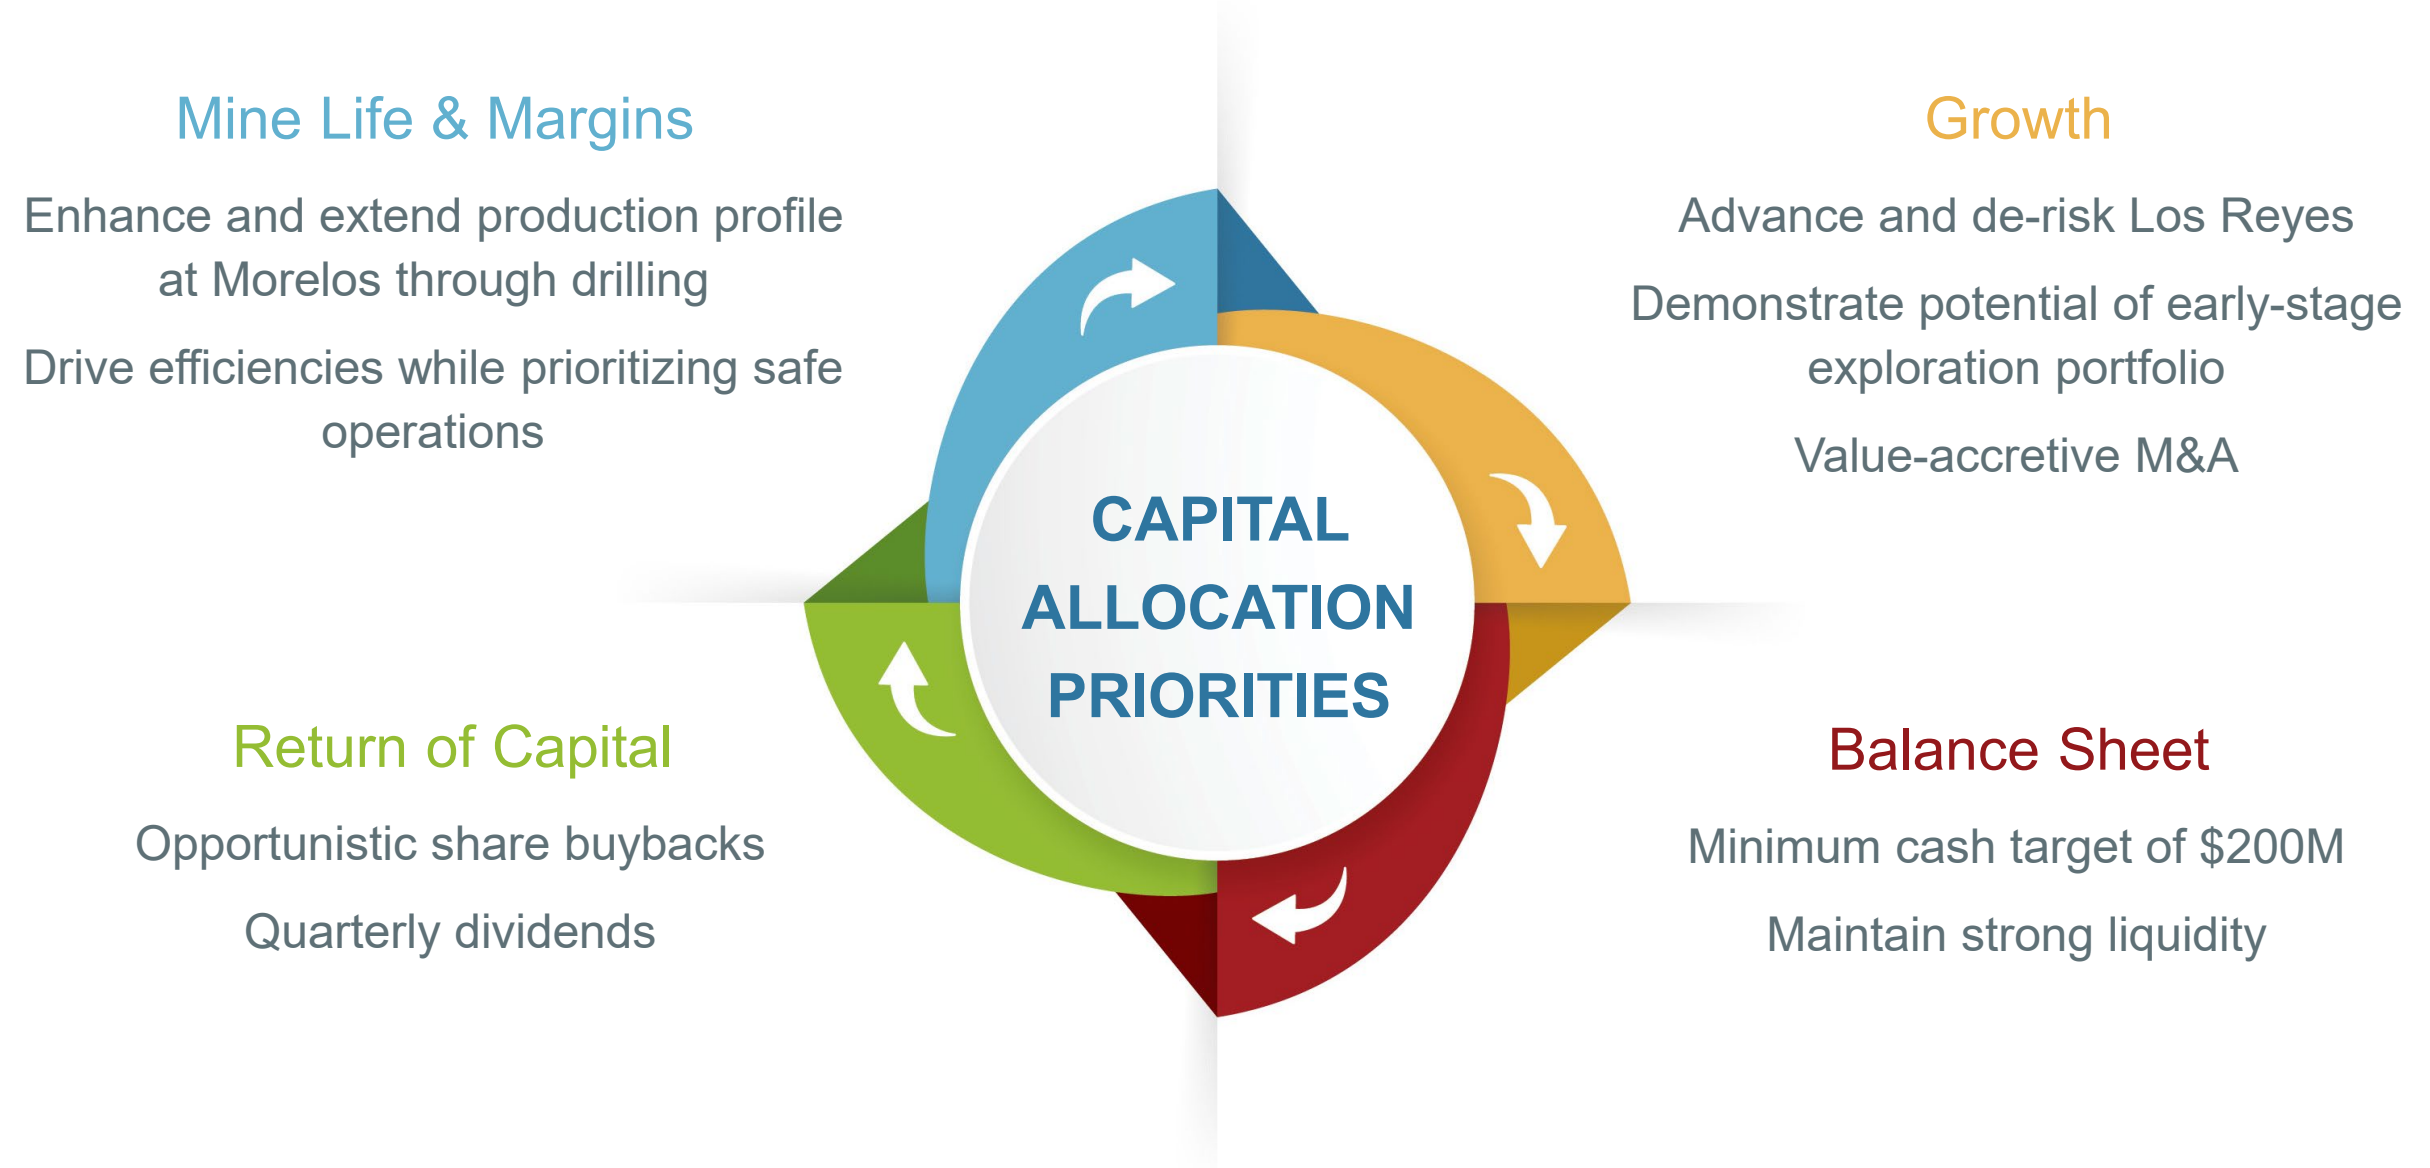 Mine Life & Margins
Enhance and extend production profile
at Morelos through drilling
Drive efficiencies while prioritizing safe
operations
Growth
Advance and de-risk Los Reyes
Demonstrate potential of early-stage
exploration portfolio
Value-accretive M&A
CAPITAL
ALLOCATION
PRIORITIES
Return of Capital
Opportunistic share buybacks
Quarterly dividends
Balance Sheet
Minimum cash target of $200M
Maintain strong liquidity